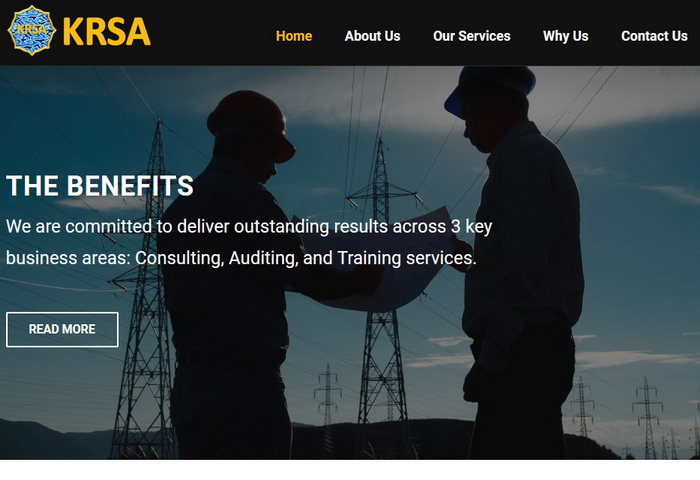 KRSA
KRSA
Home
About Us
Our Services
Why Us
Contact Us
THE BENEFITS
We are committed to deliver outstanding results across 3 key
business areas: Consulting, Auditing, and Training services.
READ MORE